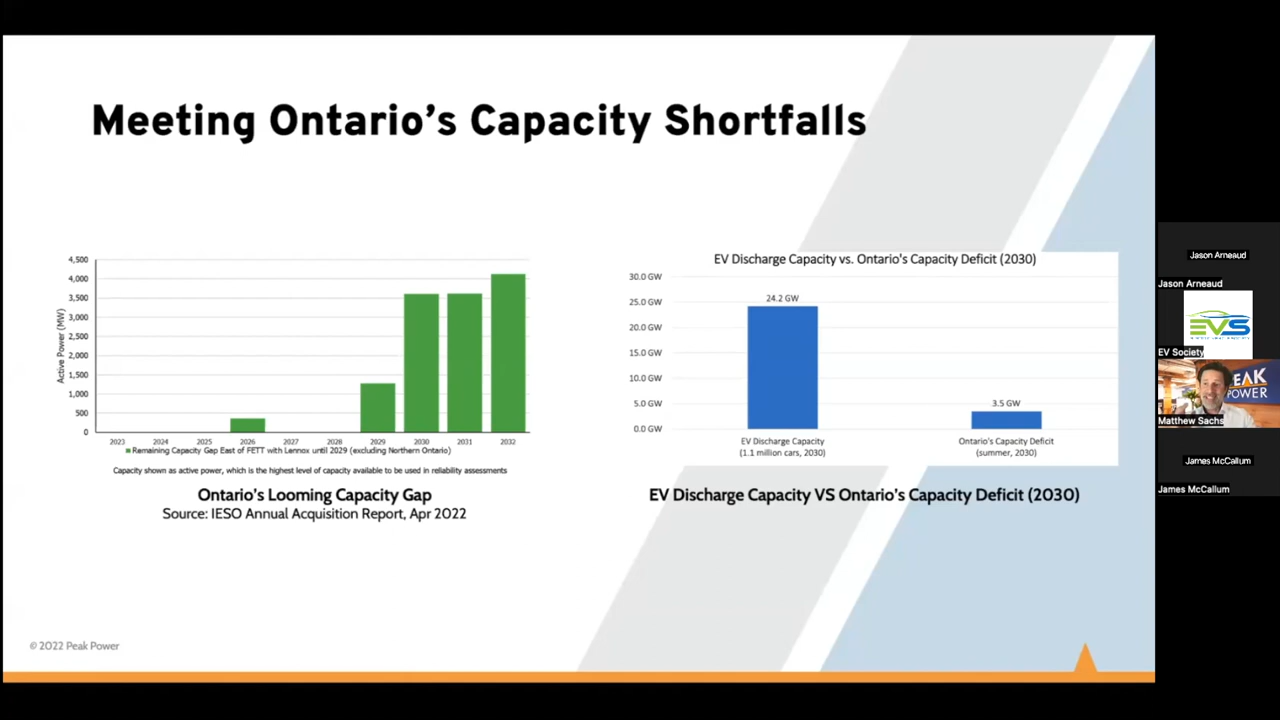 Meeting Ontario's Capacity Shortfalls
4,500
4,000
3,500
3,000
2,500
2,000
1,500
1,000
500
0
Active Power (MW)
2023 2024 2025 2026 2027 2028 2029 2030 2031 2032
Remaining Capacity Gap East of FETT with Lennox until 2029 (excluding Northern Ontario)
Capacity shown as active power, which is the highest level of capacity available to be used in reliability assessments
Ontario's Looming Capacity Gap
Source: IESO Annual Acquisition Report, Apr 2022
EV Discharge Capacity vs. Ontario's Capacity Deficit (2030)
30.0 GW
25.0 GW
20.0 GW
15.0 GW
10.0 GW
5.0 GW
0.0 GW
24.2 GW
3.5 GW
EV Discharge Capacity
(1.1 million cars, 2030)
Ontario's Capacity Deficit
(summer, 2030)
EV Discharge Capacity VS Ontario's Capacity Deficit (2030)
© 2022 Peak Power
Jason Arneaud
Jason Arneaud
EVS
EV Society
EAK
POWER
Matthew Sachs
James McCallum
James McCallum